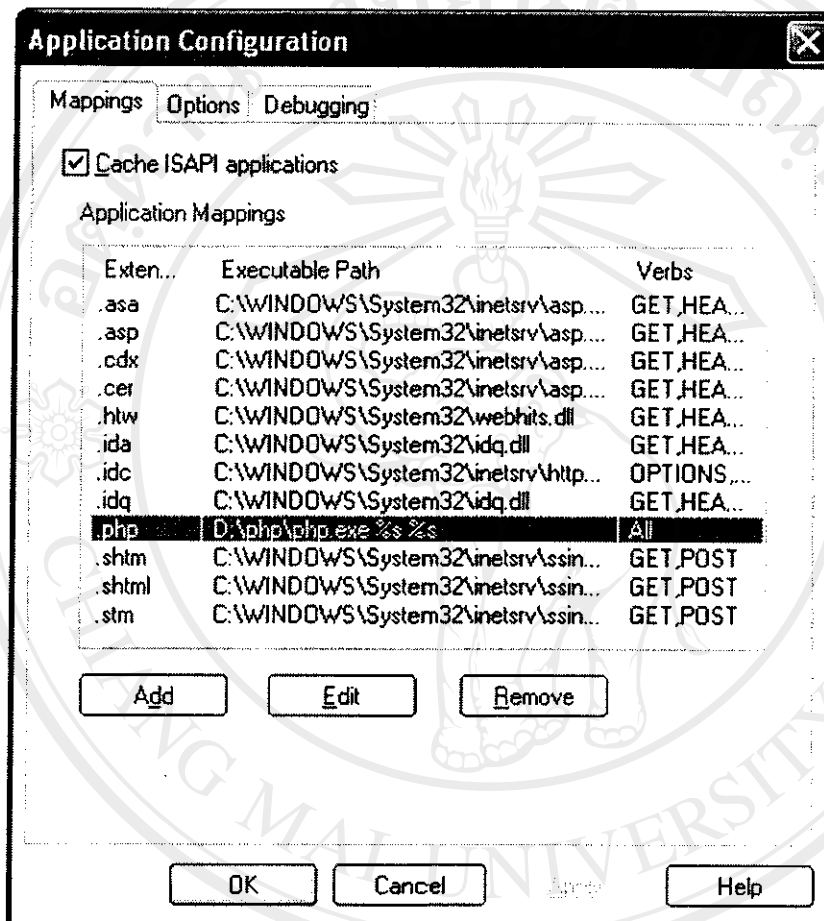 Application Configuration
Mappings Options Debugging
Cache ISAPI applications
Application Mappings
Exten... Executable Path Verbs
.asa C:\WINDOWS\System32\inetsrv\asp.... GET,HEA...
.asp C:\WINDOWS\System32\inetsrv\asp.... GET,HEA...
.cdx C:\WINDOWS\System32\inetsrv\asp.... GET,HEA...
.cer C:\WINDOWS\System32\inetsrv\asp.... GET,HEA...
.htw C:\WINDOWS\System32\webhits.dll GET,HEA...
.ida C:\WINDOWS\System32\idq.dll GET,HEA...
.idc C:\WINDOWS\System32\inetsrv\http... OPTIONS,...
.idq C:\WINDOWS\System32\idq.dll GET,HEA...
.php D:\php\php.exe %s %s All
.shtm C:\WINDOWS\System32\inetsrv\ssin... GET,POST
.shtml C:\WINDOWS\System32\inetsrv\ssin... GET,POST
.stm C:\WINDOWS\System32\inetsrv\ssin... GET,POST
Add Edit Remove
OK Cancel Apply Help
CHIANG MAI UNIVERSITY